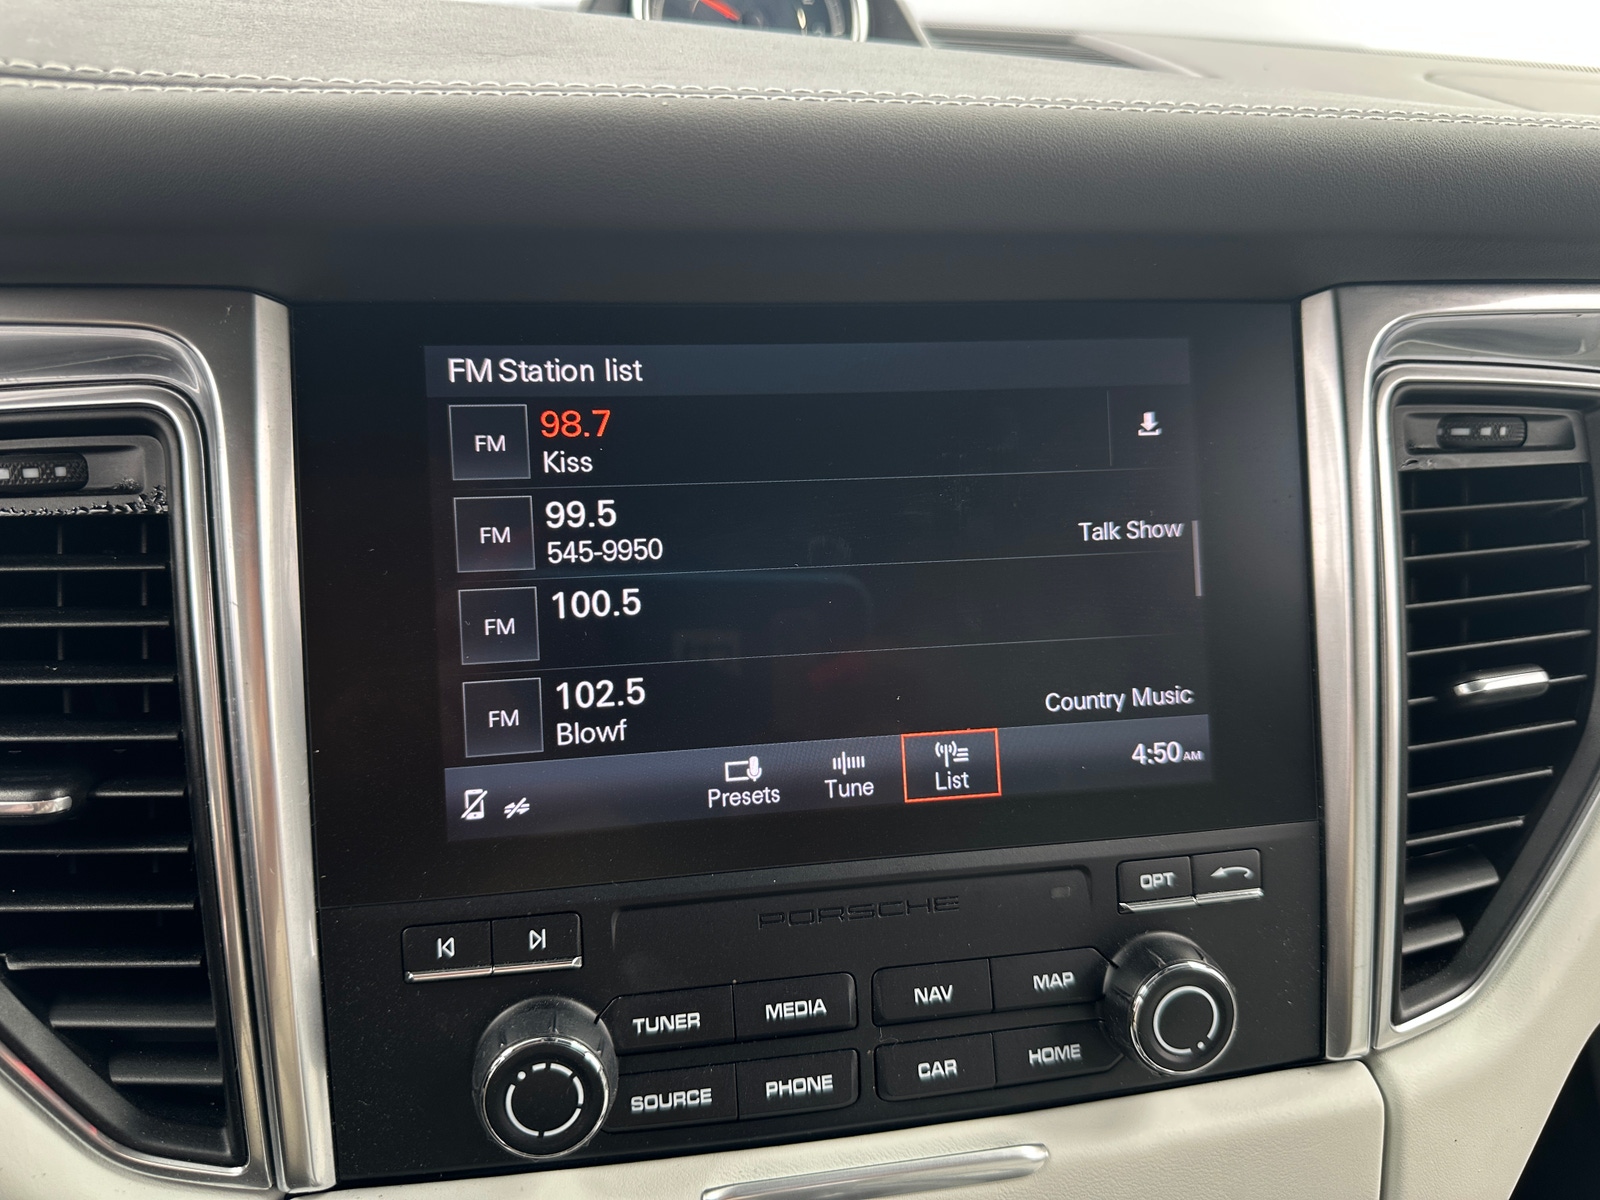 FM Station list
FM
98.7
Kiss
FM
99.5
545-9950
Talk Show
FM
100.5
FM
102.5
Blowf
Country Music
Presets
Tune
List
4:50 AM
OPT
PORSCHE
TUNER
MEDIA
NAV
MAP
SOURCE
PHONE
CAR
HOME